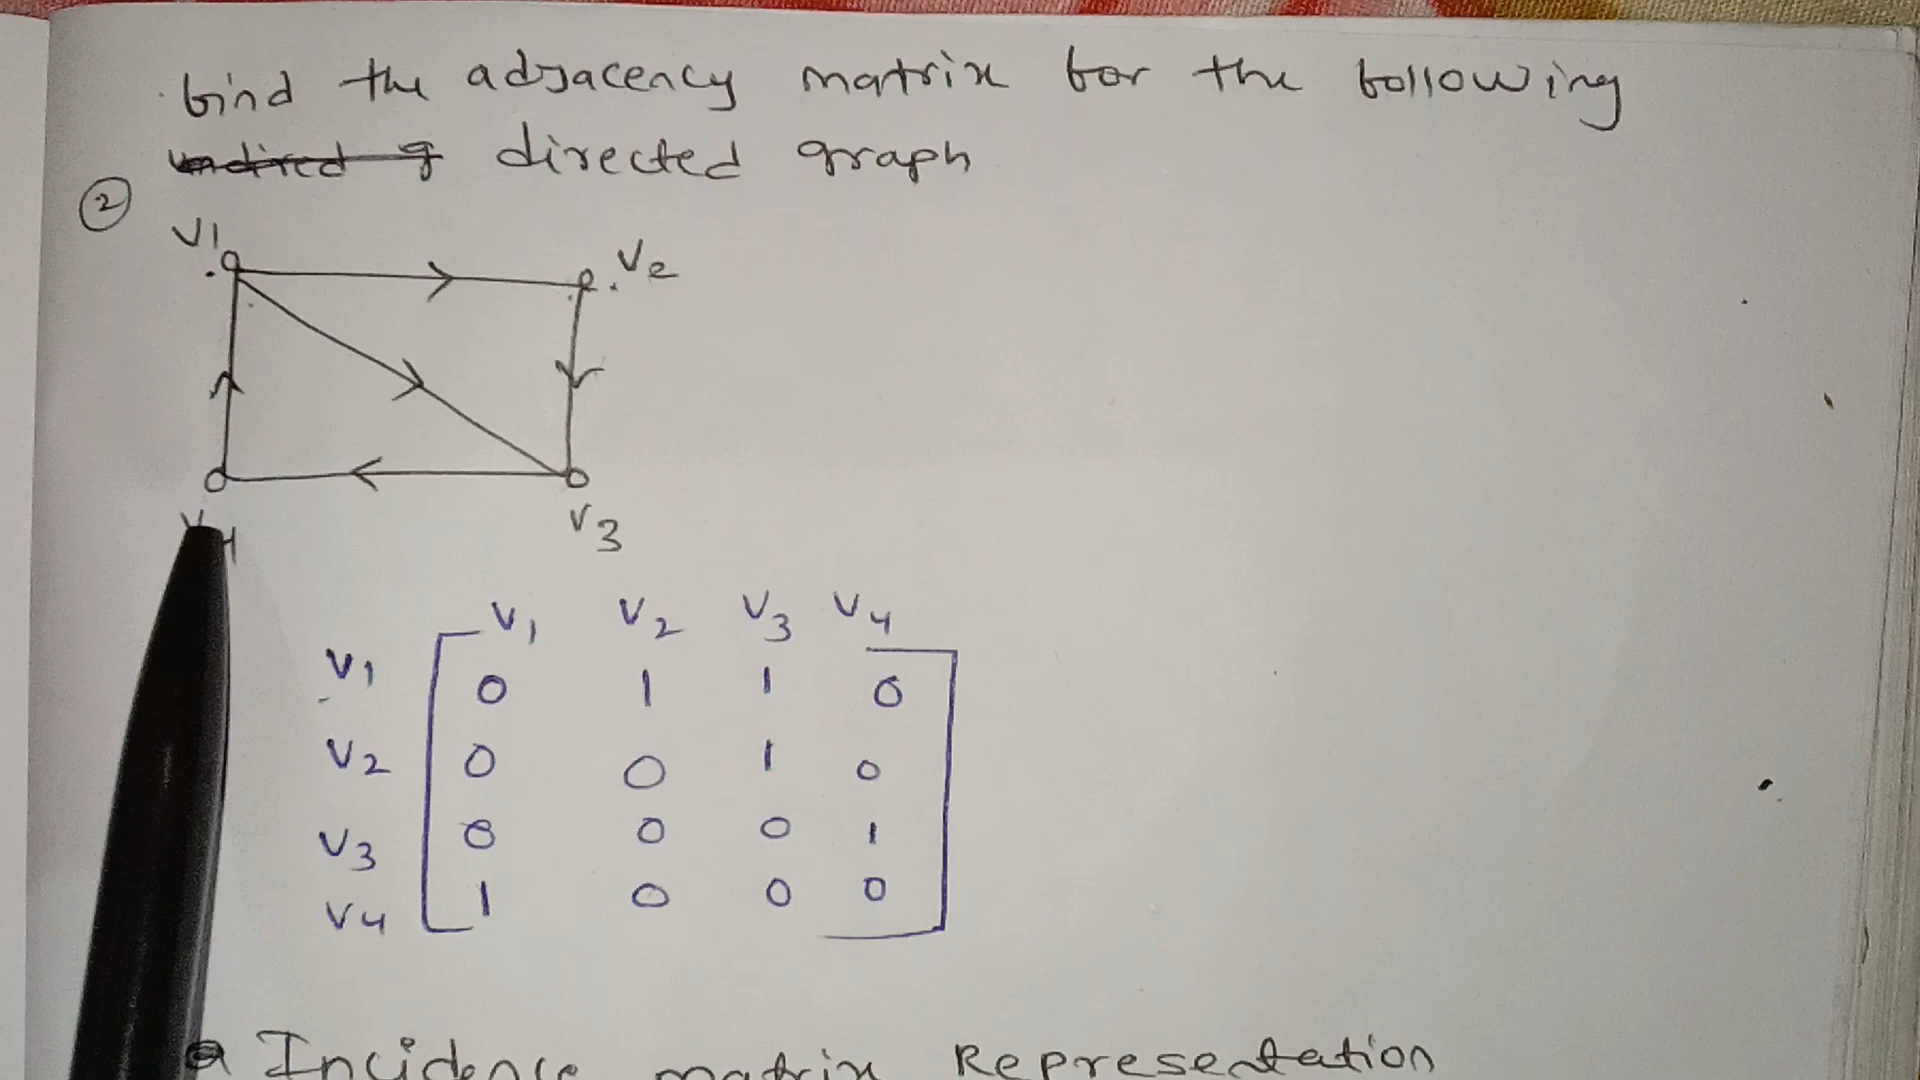 find the adjacency matrix for the following
undired g directed graph
2
V1
V2
V3
V1 V2 V3 V4
V1 0 1 1 0
V2 0 0 1 0
V3 0 0 0 1
V4 1 0 0 0
Incidence matrix Representation